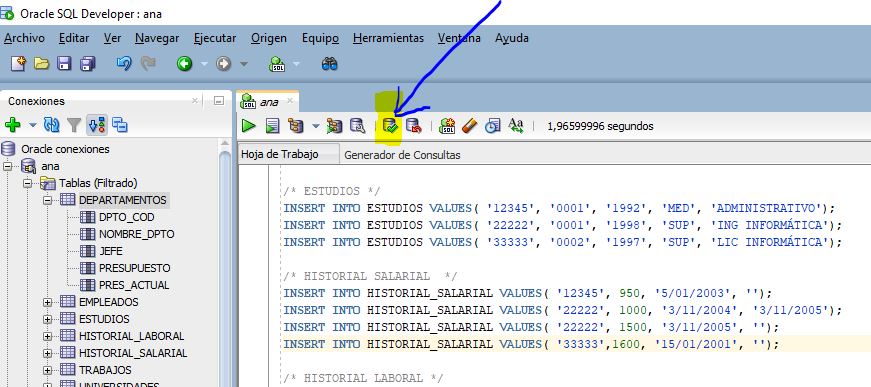 Oracle SQL Developer : ana
Archivo Editar Ver Navegar Ejecutar Origen Equipo Herramientas Ventana Ayuda
SQL
Conexiones
ana
SQL
Aa
1,96599996 segundos
Oracle conexiones
Hoja de Trabajo Generador de Consultas
ana
Tablas (Filtrado)
DEPARTAMENTOS
DPTO_COD
NOMBRE_DPTO
JEFE
PRESUPUESTO
PRES_ACTUAL
EMPLEADOS
ESTUDIOS
HISTORIAL_LABORAL
HISTORIAL_SALARIAL
TRABAJOS
UNIVERSIDADES
/* ESTUDIOS */
INSERT INTO ESTUDIOS VALUES( '12345', '0001', '1992', 'MED', 'ADMINISTRATIVO');
INSERT INTO ESTUDIOS VALUES( '22222', '0001', '1998', 'SUP', 'ING INFORMÁTICA');
INSERT INTO ESTUDIOS VALUES( '33333', '0002', '1997', 'SUP', 'LIC INFORMÁTICA');
/* HISTORIAL SALARIAL */
INSERT INTO HISTORIAL_SALARIAL VALUES( '12345', 950, '5/01/2003', '');
INSERT INTO HISTORIAL_SALARIAL VALUES( '22222', 1000, '3/11/2004', '3/11/2005');
INSERT INTO HISTORIAL_SALARIAL VALUES( '22222', 1500, '3/11/2005', '');
INSERT INTO HISTORIAL_SALARIAL VALUES( '33333',1600, '15/01/2001', '');
/* HISTORIAL LABORAL */